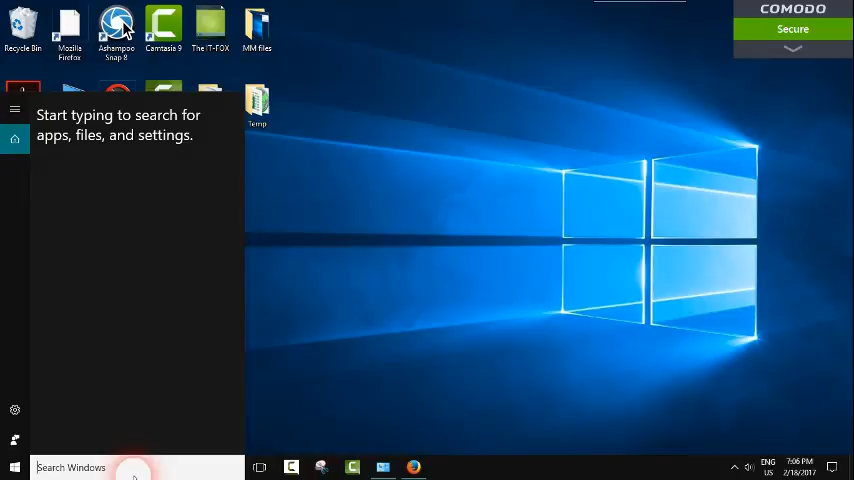 COMODO
Secure
Recycle Bin
Mozilla
Firefox
Ashampoo
Snap 8
Camtasia 9
The IT-FOX
MM files
Temp
Start typing to search for
apps, files, and settings.
Search Windows
ENG
US
7:06 PM
2/18/2017